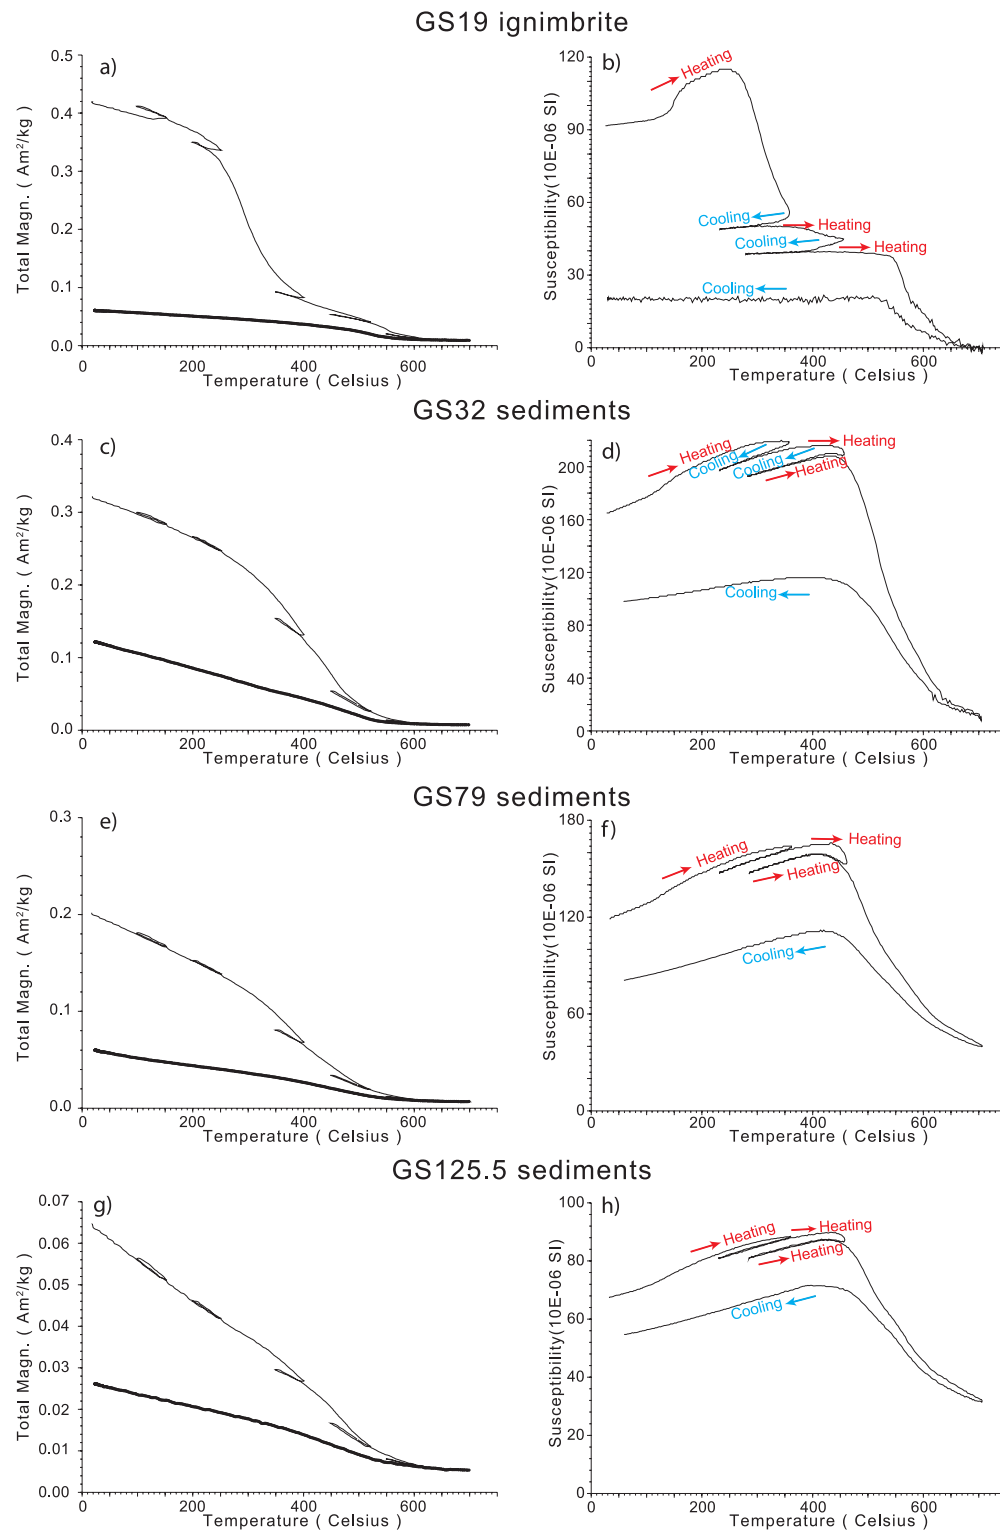 GS19 ignimbrite
a)
Total Magn. ( Am²/kg )
0.5
0.4
0.3
0.2
0.1
0.0
0 200 400 600
Temperature ( Celsius )
b)
Susceptibility(10E-06 SI)
120
90
60
30
0
Heating
Cooling
Heating
Cooling
Heating
Cooling
0 200 400 600
Temperature ( Celsius )
GS32 sediments
c)
Total Magn. ( Am²/kg )
0.4
0.3
0.2
0.1
0.0
0 200 400 600
Temperature ( Celsius )
d)
Susceptibility(10E-06 SI)
200
160
120
80
40
0
Heating
Heating
Cooling
Cooling
Heating
Cooling
0 200 400 600
Temperature ( Celsius )
GS79 sediments
e)
Total Magn. ( Am²/kg )
0.3
0.2
0.1
0.0
0 200 400 600
Temperature ( Celsius )
f)
Susceptibility(10E-06 SI)
180
120
60
0
Heating
Heating
Heating
Cooling
0 200 400 600
Temperature ( Celsius )
GS125.5 sediments
g)
Total Magn. ( Am²/kg )
0.07
0.06
0.05
0.04
0.03
0.02
0.01
0.00
0 200 400 600
Temperature ( Celsius )
h)
Susceptibility(10E-06 SI)
100
80
60
40
20
0
Heating
Heating
Heating
Cooling
0 200 400 600
Temperature ( Celsius )